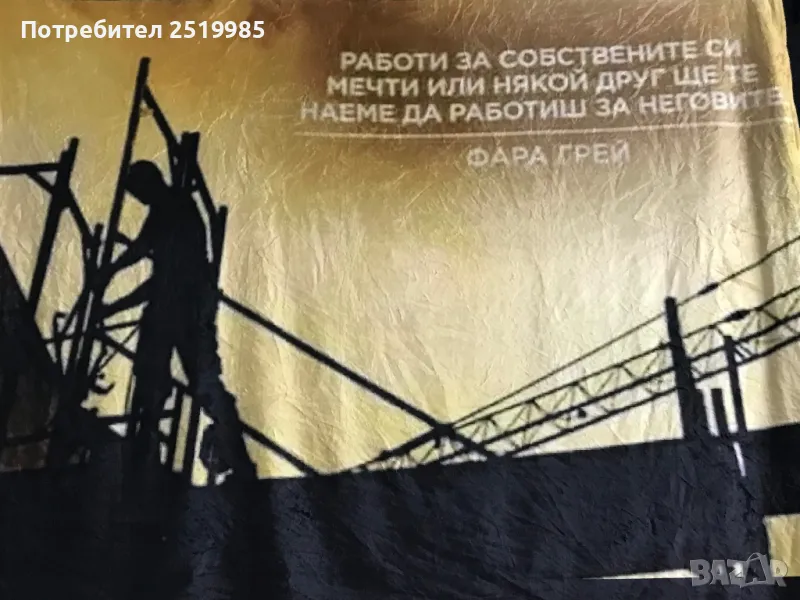 Потребител 2519985
РАБОТИ ЗА СОБСТВЕНИТЕ СИ
МЕЧТИ ИЛИ НЯКОЙ ДРУГ ЩЕ ТЕ
НАЕМЕ ДА РАБОТИШ ЗА НЕГОВИТЕ
ФАРА ГРЕЙ
BAZAR